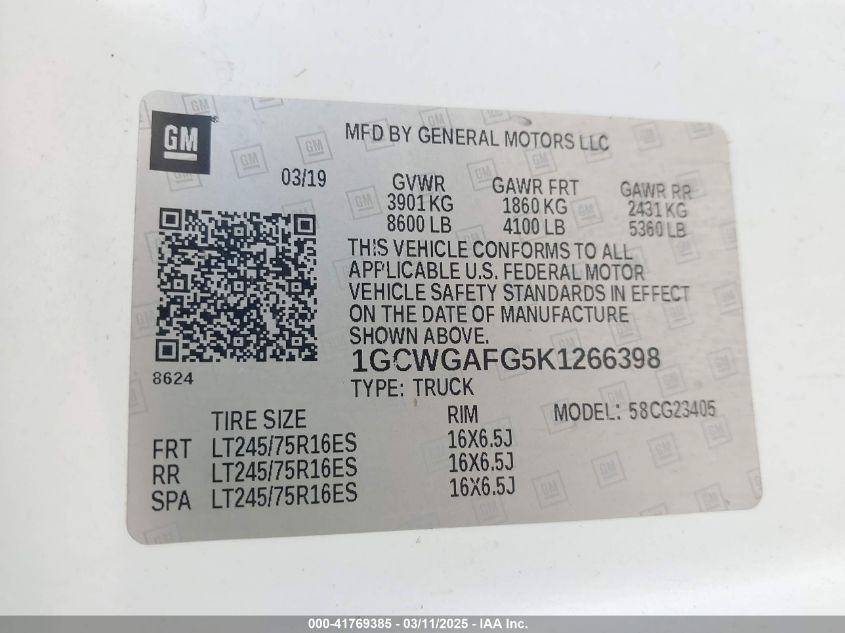 GM
MFD BY GENERAL MOTORS LLC
03/19
GVWR GAWR FRT GAWR RR
3901 KG 1860 KG 2431 KG
8600 LB 4100 LB 5360 LB
THIS VEHICLE CONFORMS TO ALL
APPLICABLE U.S. FEDERAL MOTOR
VEHICLE SAFETY STANDARDS IN EFFECT
ON THE DATE OF MANUFACTURE
SHOWN ABOVE.
1GCWGAFG5K1266398
8624
TYPE: TRUCK
TIRE SIZE RIM MODEL: 58CG23405
FRT LT245/75R16ES 16X6.5J
RR LT245/75R16ES 16X6.5J
SPA LT245/75R16ES 16X6.5J
000-41769385 - 03/11/2025 - IAA Inc.